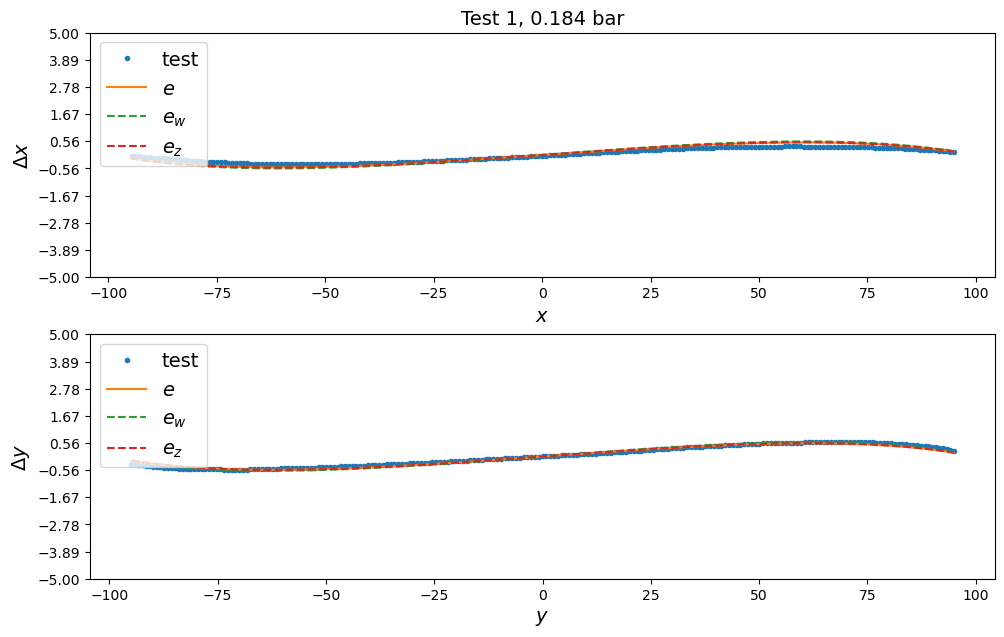 Test 1, 0.184 bar
5.00
3.89
2.78
1.67
0.56
−0.56
−1.67
−2.78
−3.89
−5.00
Δx
test
e
e_w
e_z
−100 −75 −50 −25 0 25 50 75 100
x
5.00
3.89
2.78
1.67
0.56
−0.56
−1.67
−2.78
−3.89
−5.00
Δy
test
e
e_w
e_z
−100 −75 −50 −25 0 25 50 75 100
y